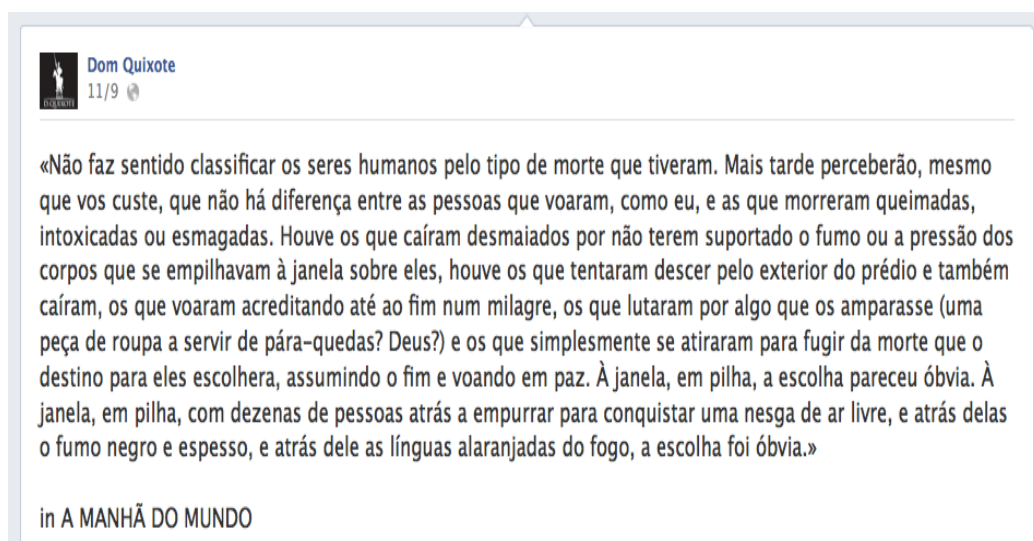 Dom Quixote
11/9
D.QUIXOTE
«Não faz sentido classificar os seres humanos pelo tipo de morte que tiveram. Mais tarde perceberão, mesmo
que vos custe, que não há diferença entre as pessoas que voaram, como eu, e as que morreram queimadas,
intoxicadas ou esmagadas. Houve os que caíram desmaiados por não terem suportado o fumo ou a pressão dos
corpos que se empilhavam à janela sobre eles, houve os que tentaram descer pelo exterior do prédio e também
caíram, os que voaram acreditando até ao fim num milagre, os que lutaram por algo que os amparasse (uma
peça de roupa a servir de pára-quedas? Deus?) e os que simplesmente se atiraram para fugir da morte que o
destino para eles escolhera, assumindo o fim e voando em paz. À janela, em pilha, a escolha pareceu óbvia. À
janela, em pilha, com dezenas de pessoas atrás a empurrar para conquistar uma nesga de ar livre, e atrás delas
o fumo negro e espesso, e atrás dele as línguas alaranjadas do fogo, a escolha foi óbvia.»
in A MANHÃ DO MUNDO